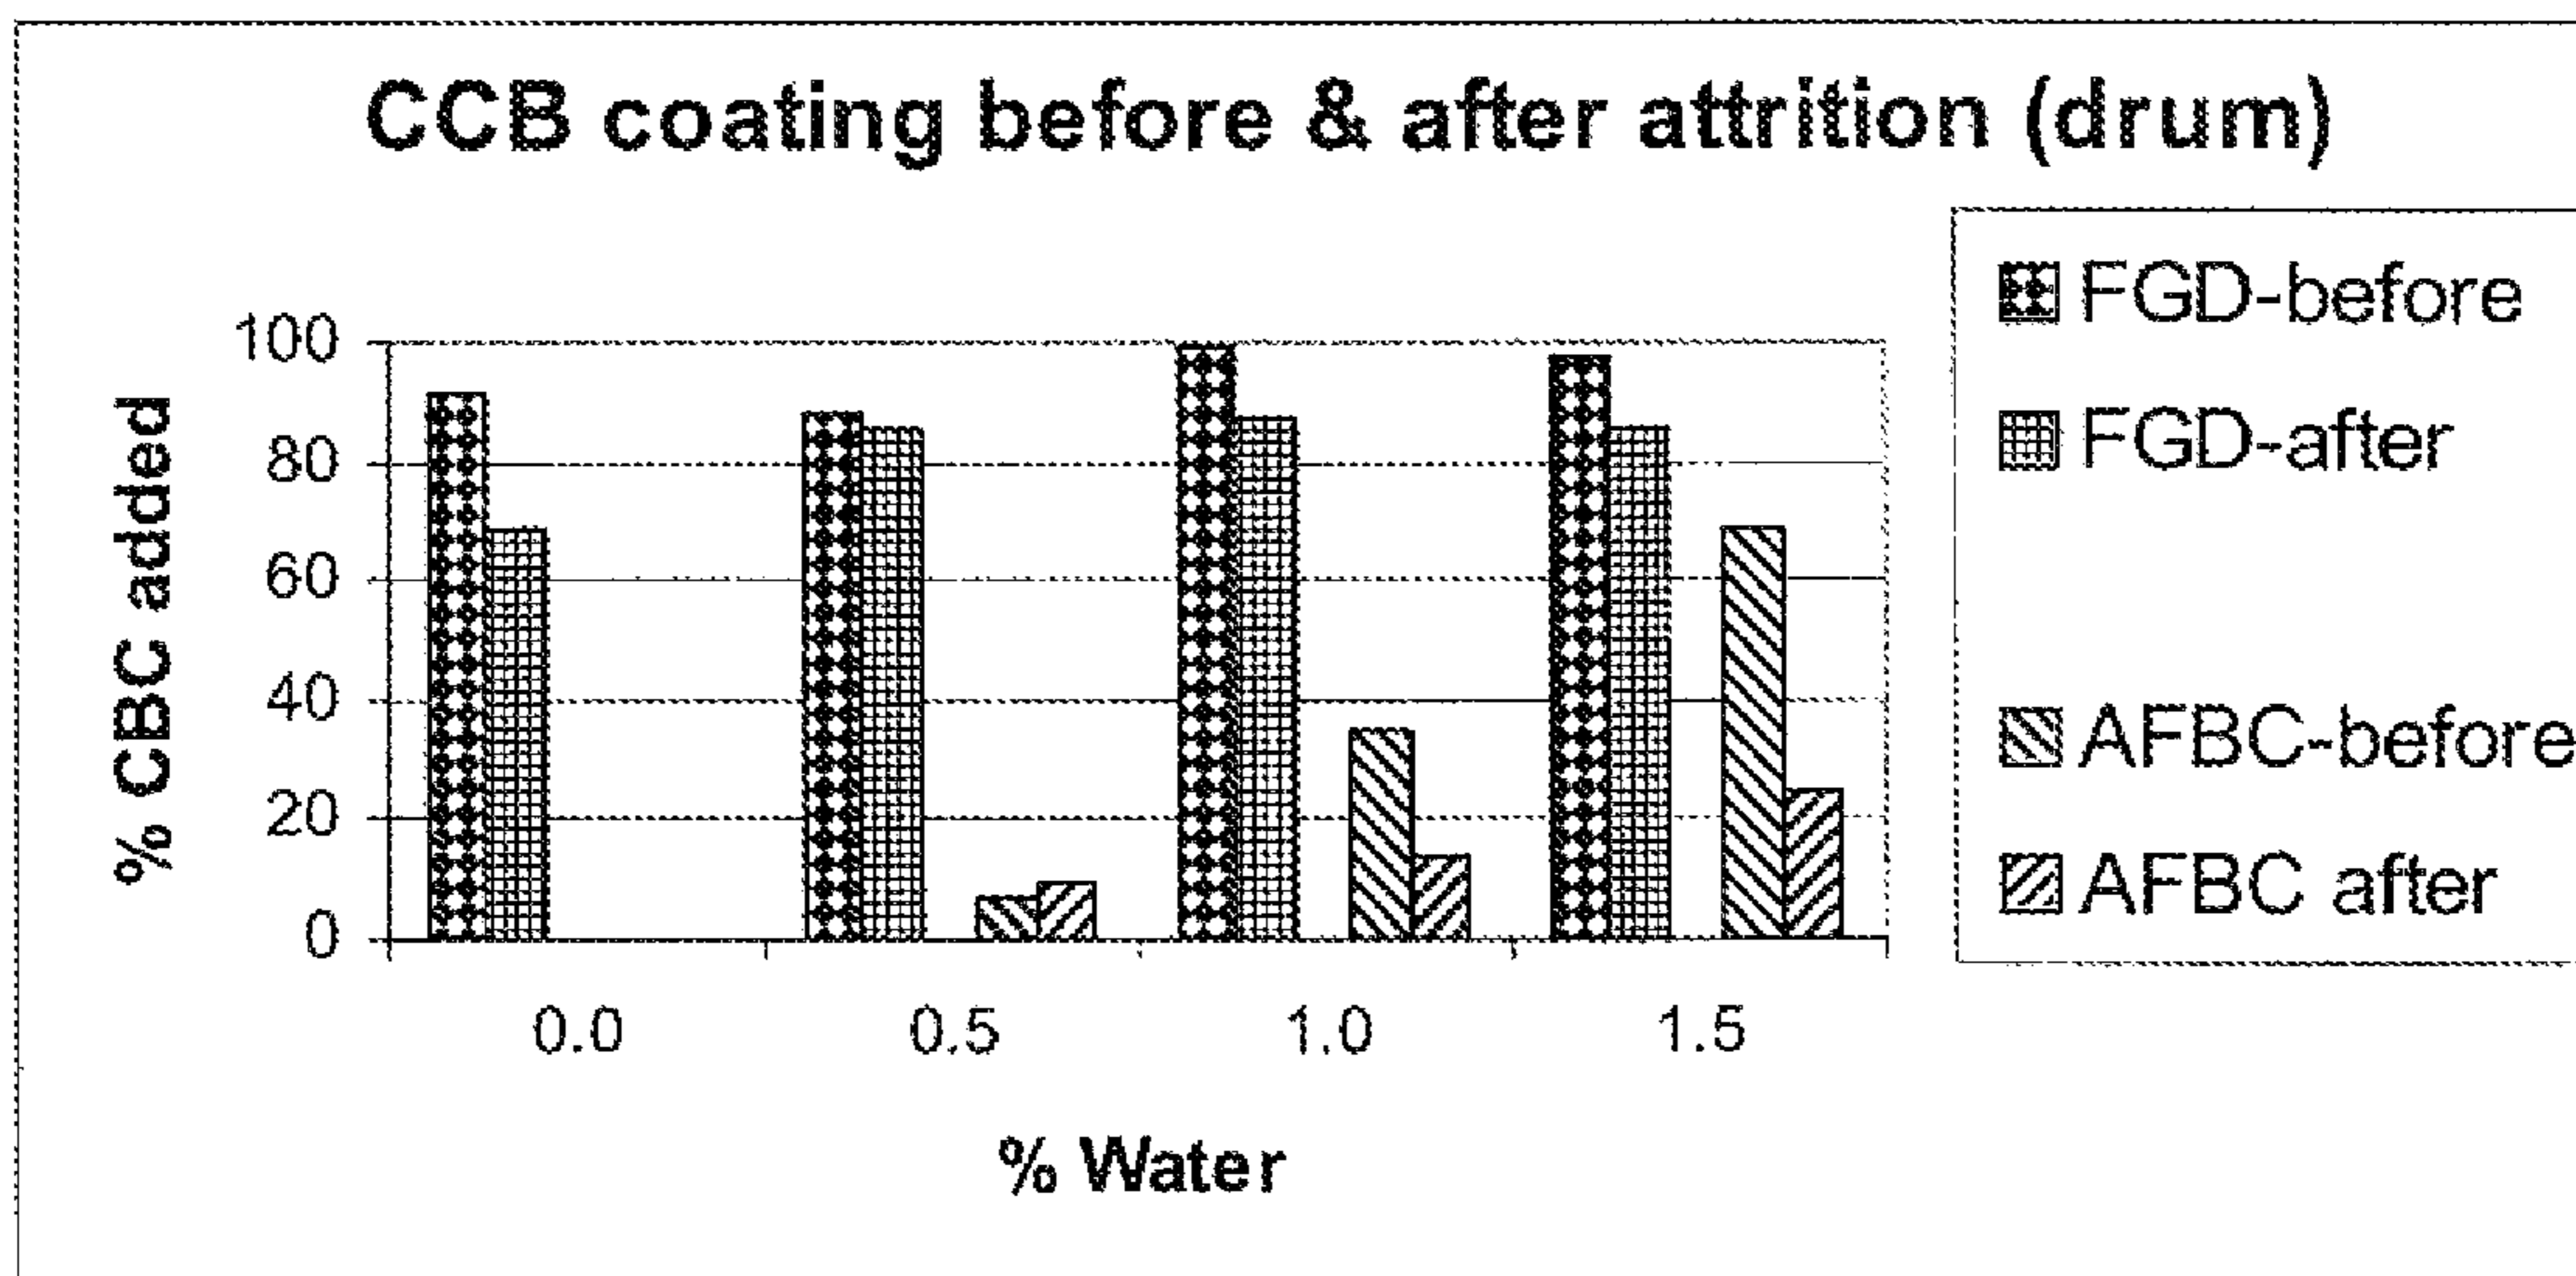 CCB coating before & after attrition (drum)
% CBC added
100
80
60
40
20
0
0.0
0.5
1.0
1.5
% Water
FGD-before
FGD-after
AFBC-before
AFBC after